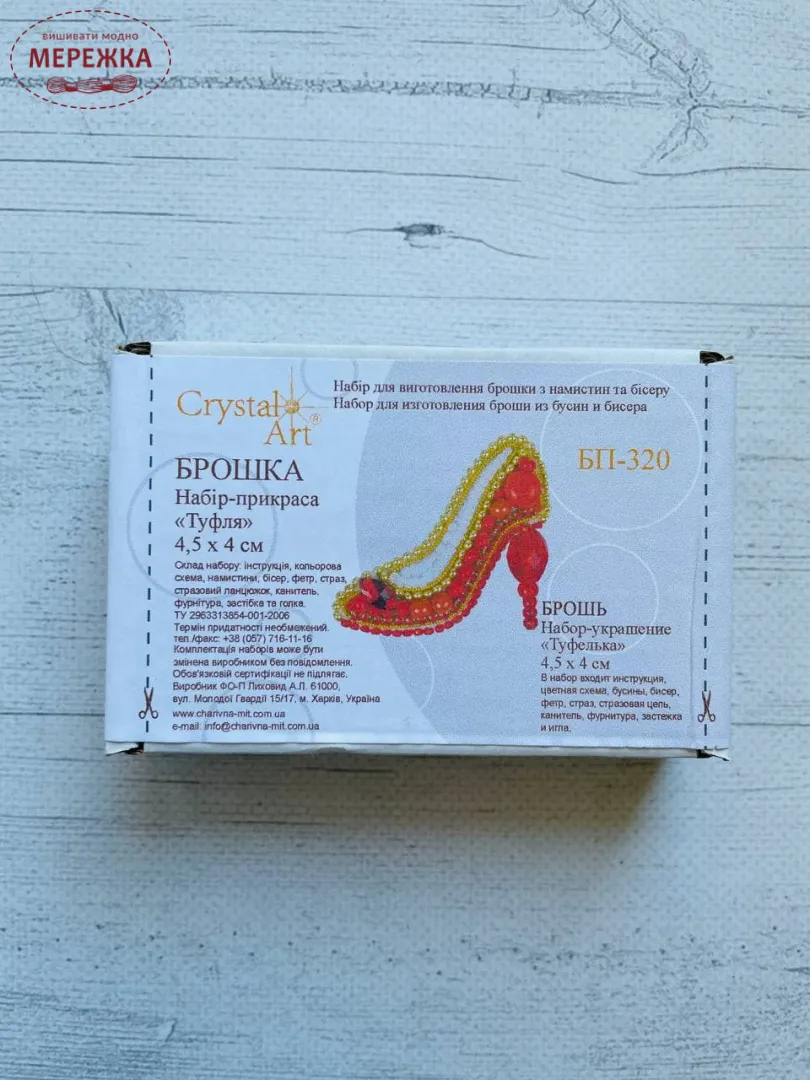 вишивати модно
МЕРЕЖКА
Crystal
Art®
Набір для виготовлення брошки з намистин та бісеру
Набор для изготовления броши из бусин и бисера
БП-320
БРОШКА
Набір-прикраса
«Туфля»
4,5 х 4 см
Склад набору: інструкція, кольорова
схема, намистини, бісер, фетр, страз,
стразовий ланцюжок, канитель,
фурнітура, застібка та голка.
ТУ 2963313854-001-2006
Термін придатності необмежений.
тел./факс: +38 (057) 716-11-16
Комплектація наборів може бути
змінена виробником без повідомлення.
Обов'язковій сертифікації не підлягає.
Виробник ФО-П Лиховид А.Л. 61000,
вул. Молодої Гвардії 15/17, м. Харків, Україна
www.charivna-mit.com.ua
e-mail: info@charivna-mit.com.ua
БРОШЬ
Набор-украшение
«Туфелька»
4,5 х 4 см
В набор входит инструкция,
цветная схема, бусины, бисер,
фетр, страз, стразовая цепь,
канитель, фурнитура, застежка
и игла.